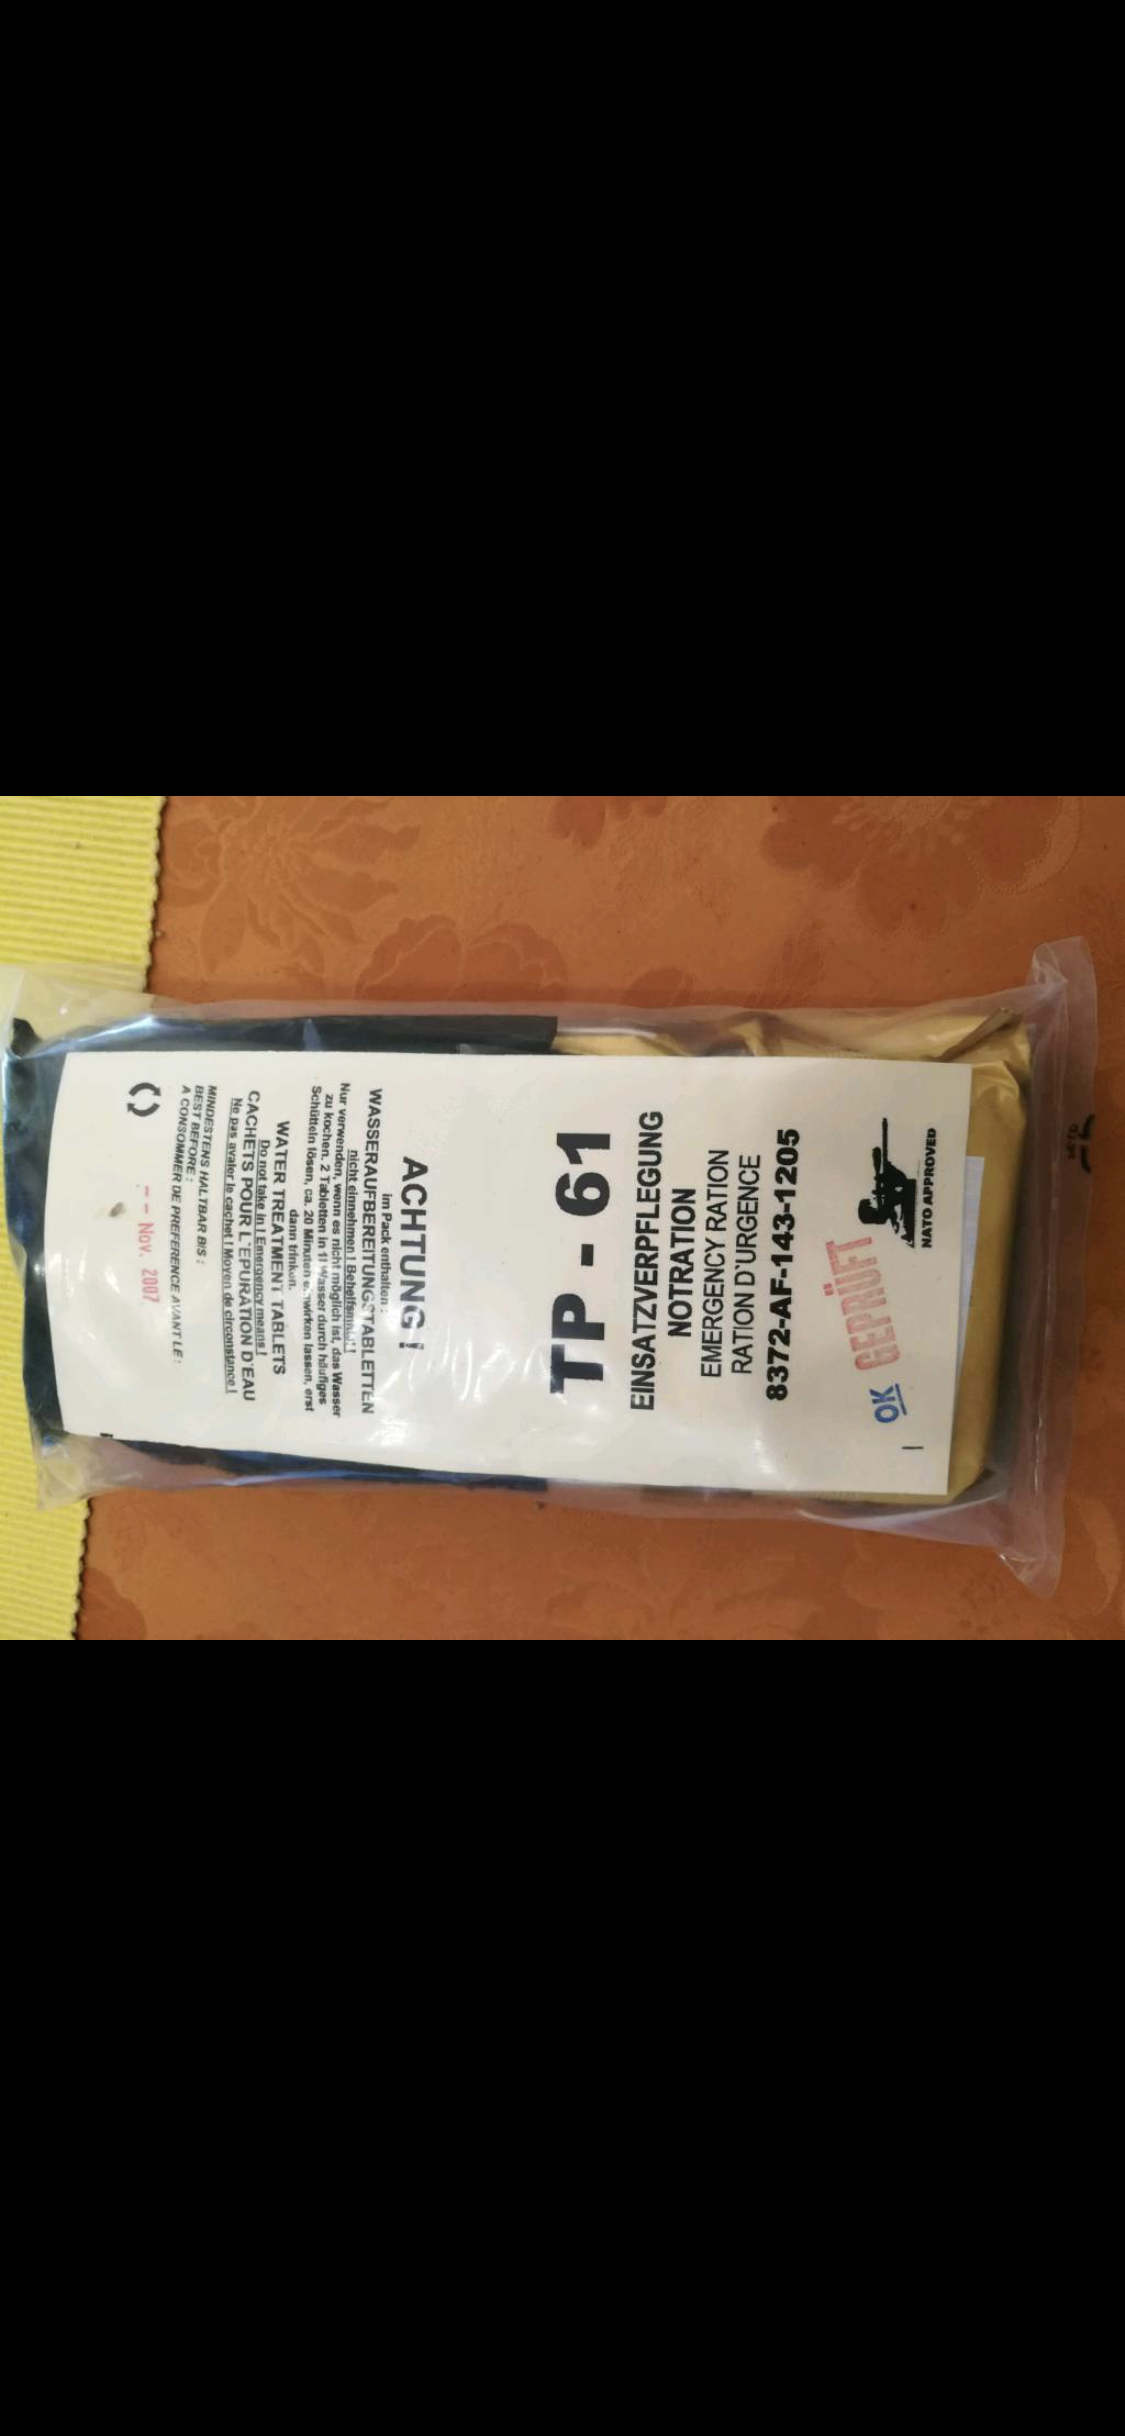 NATO APPROVED
GEPRÜFT
OK
TP - 61
EINSATZVERPFLEGUNG
NOTRATION
EMERGENCY RATION
RATION D'URGENCE
8372-AF-143-1205
ACHTUNG !
im Pack enthalten :
WASSERAUFBEREITUNGSTABLETTEN
nicht einnehmen !
Nur verwenden, wenn es nicht möglich ist, das Wasser
zu kochen. 2 Tabletten in 1l Wasser durch häufiges
Schütteln lösen, ca. 20 Minuten einwirken lassen, erst
dann trinken.
WATER TREATMENT TABLETS
Do not take in ! Emergency means !
CACHETS POUR L'EPURATION D'EAU
Ne pas avaler le cachet ! Moyen de circonstance !
MINDESTENS HALTBAR BIS :
BEST BEFORE :
A CONSOMMER DE PREFERENCE AVANT LE :
-- Nov. 2007